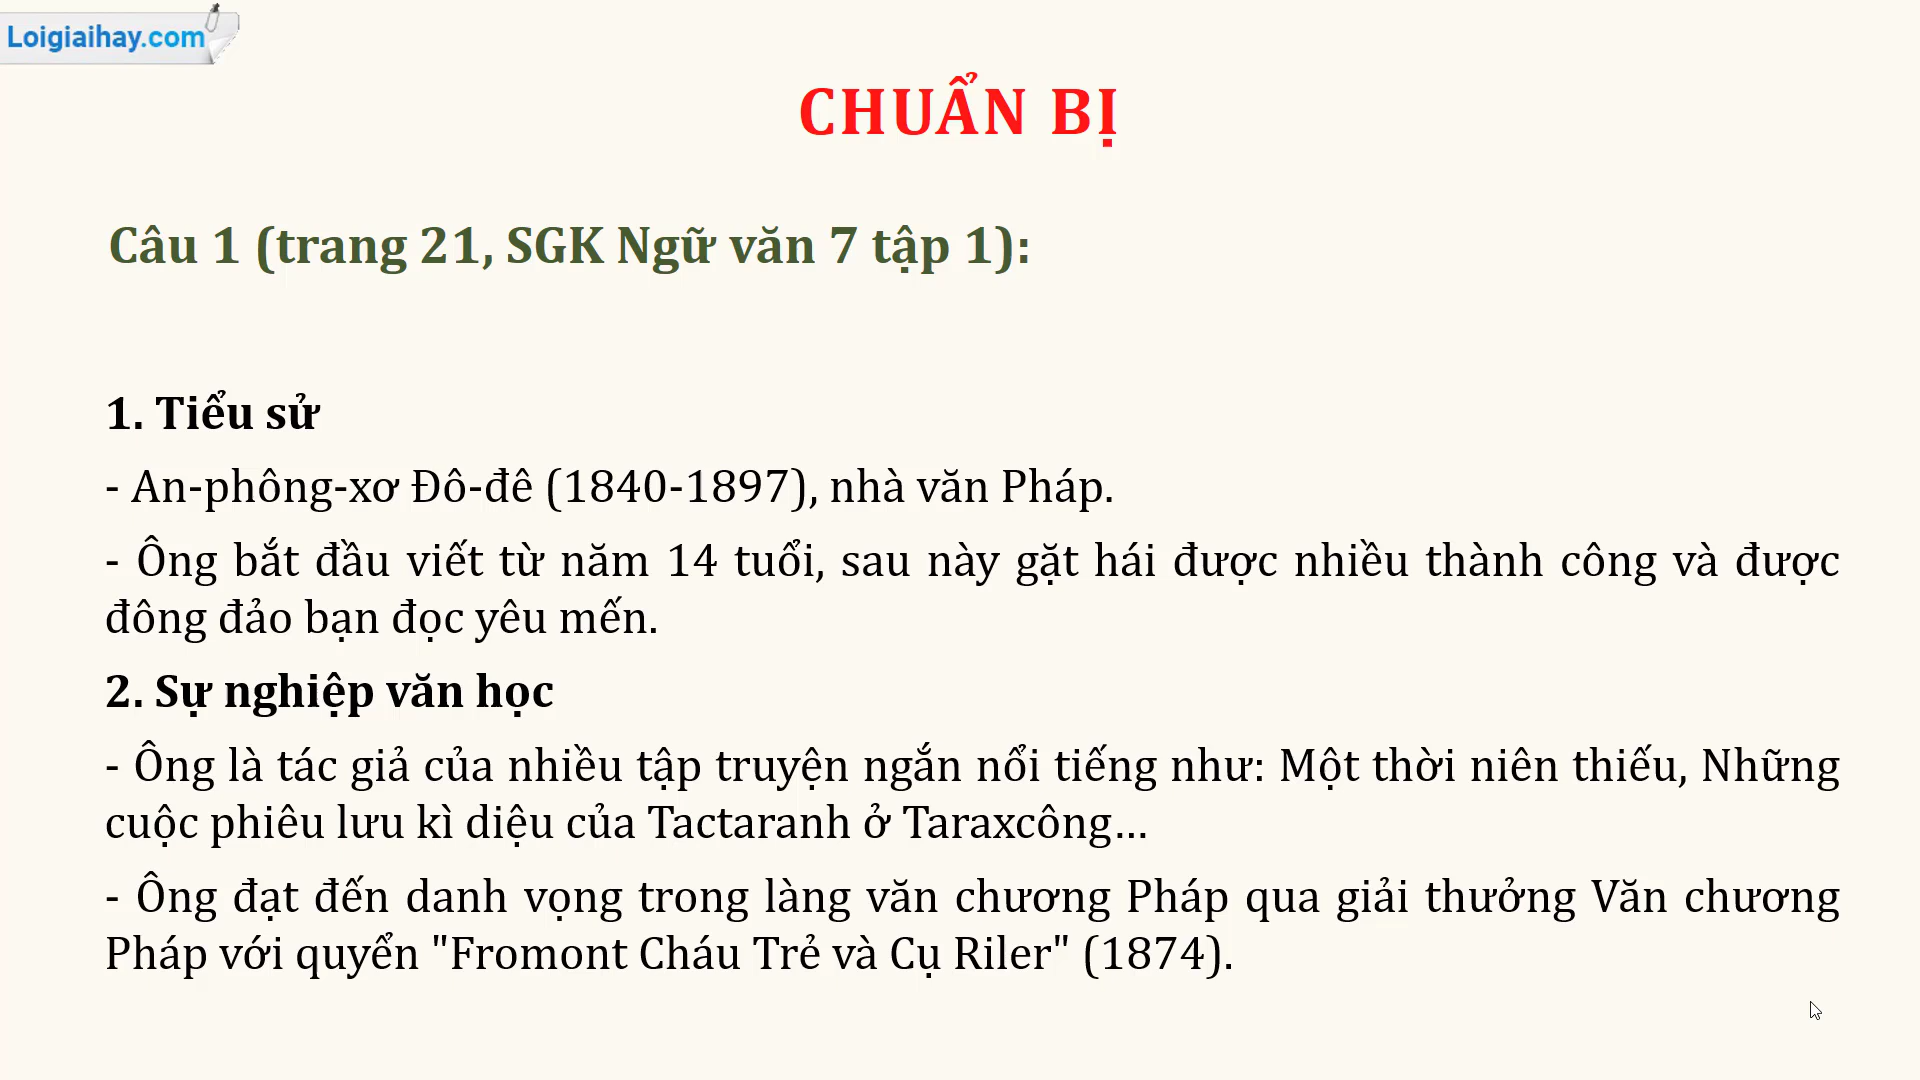 Loigiaihay.com
CHUẨN BỊ
Câu 1 (trang 21, SGK Ngữ văn 7 tập 1):
1. Tiểu sử
- An-phông-xơ Đô-đê (1840-1897), nhà văn Pháp.
- Ông bắt đầu viết từ năm 14 tuổi, sau này gặt hái được nhiều thành công và được
đông đảo bạn đọc yêu mến.
2. Sự nghiệp văn học
- Ông là tác giả của nhiều tập truyện ngắn nổi tiếng như: Một thời niên thiếu, Những
cuộc phiêu lưu kì diệu của Tactaranh ở Taraxcông...
- Ông đạt đến danh vọng trong làng văn chương Pháp qua giải thưởng Văn chương
Pháp với quyển "Fromont Cháu Trẻ và Cụ Riler" (1874).